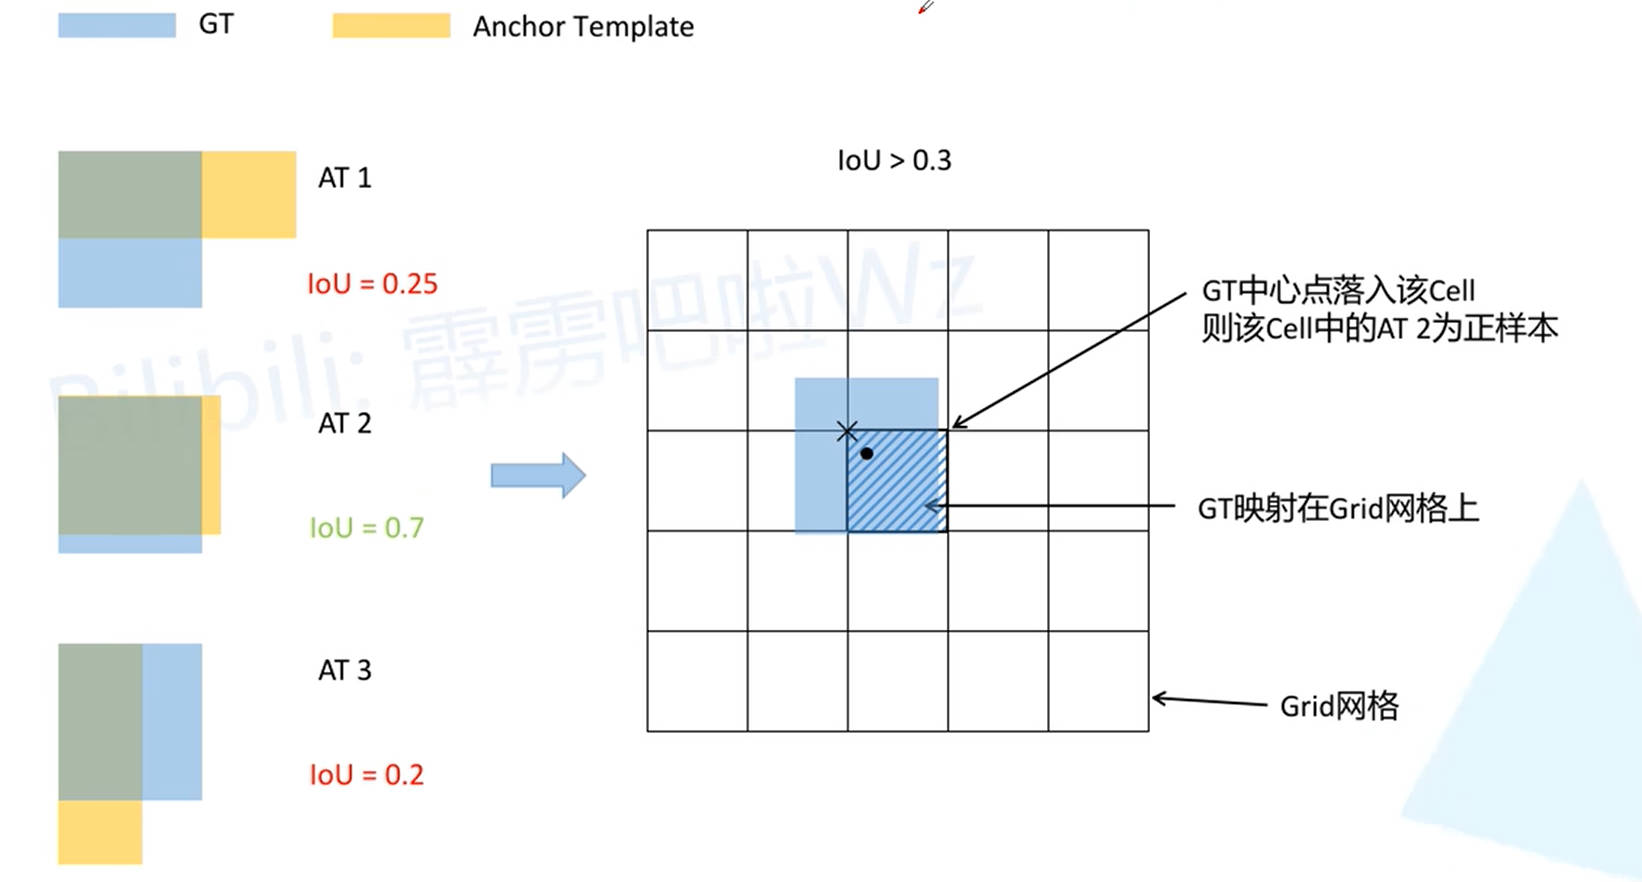 GT
Anchor Template
AT 1
IoU = 0.25
AT 2
IoU = 0.7
AT 3
IoU = 0.2
IoU > 0.3
GT中心点落入该Cell
则该Cell中的AT 2为正样本
GT映射在Grid网格上
Grid网格
Bilibili: 霹雳吧啦Wz